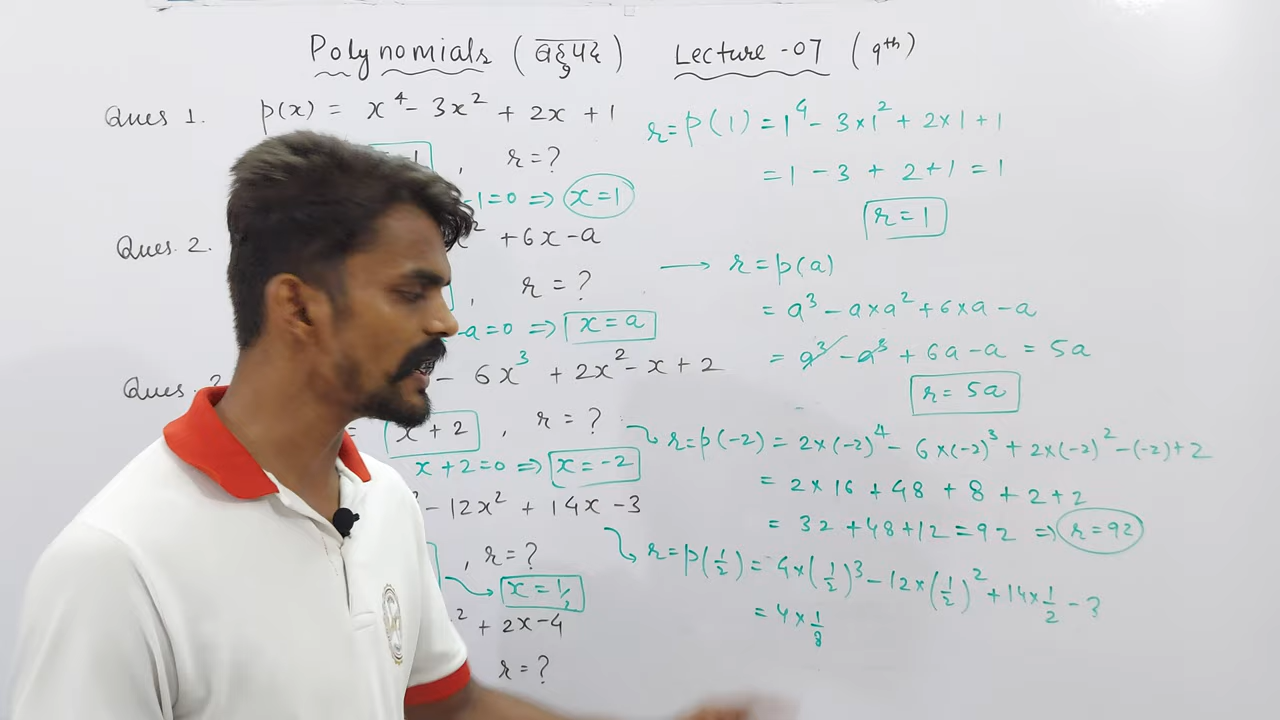 Polynomials (बहुपद) Lecture-07 (9th)
Ques 1. p(x) = x⁴ - 3x² + 2x + 1
, r = ?
-1=0 ⇒ x=1
r = p(1) = 1⁴ - 3×1² + 2×1 + 1
= 1 - 3 + 2+1 = 1
r = 1
Ques. 2. x² + 6x - a
, r = ?
-a=0 ⇒ x = a
→ r = p(a)
= a³ - a×a² + 6×a - a
= a³ - a³ + 6a - a = 5a
r = 5a
Ques. - 6x³ + 2x² - x + 2
= x + 2 , r = ?
x+2=0 ⇒ x=-2
r = p(-2) = 2×(-2)⁴ - 6×(-2)³ + 2×(-2)² - (-2) + 2
= 2×16 + 48 + 8 + 2+2
= 32 + 48 + 12 = 92 ⇒ r=92
- 12x² + 14x - 3
, r = ?
x = 1/2
r = p(1/2) = 4×(1/2)³ - 12×(1/2)² + 14×1/2 - 3
= 4×1/8
² + 2x - 4
r = ?